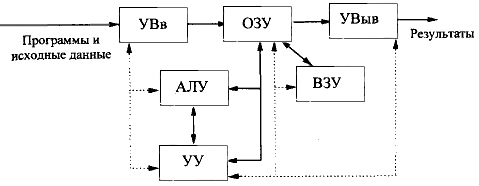 УВв
ОЗУ
УВыв
Программы и
исходные данные
Результаты
АЛУ
ВЗУ
УУ